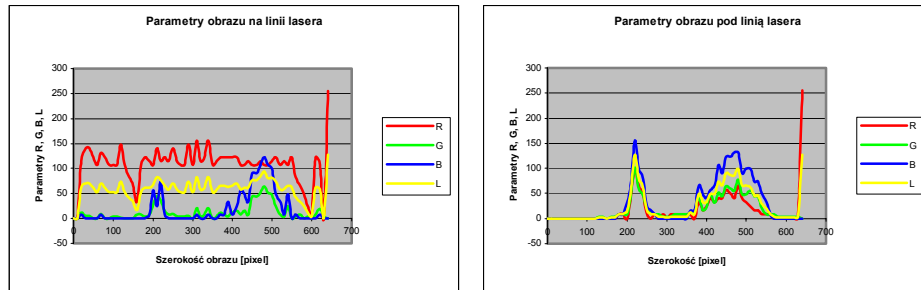 Parametry obrazu na linii lasera
300
250
200
150
100
50
0
-50
0 100 200 300 400 500 600 700
Parametry R, G, B, L
Szerokość obrazu [pixel]
R
G
B
L
Parametry obrazu pod linią lasera
300
250
200
150
100
50
0
-50
0 100 200 300 400 500 600 700
Parametry R, G, B, L
Szerokość obrazu [pixel]
R
G
B
L